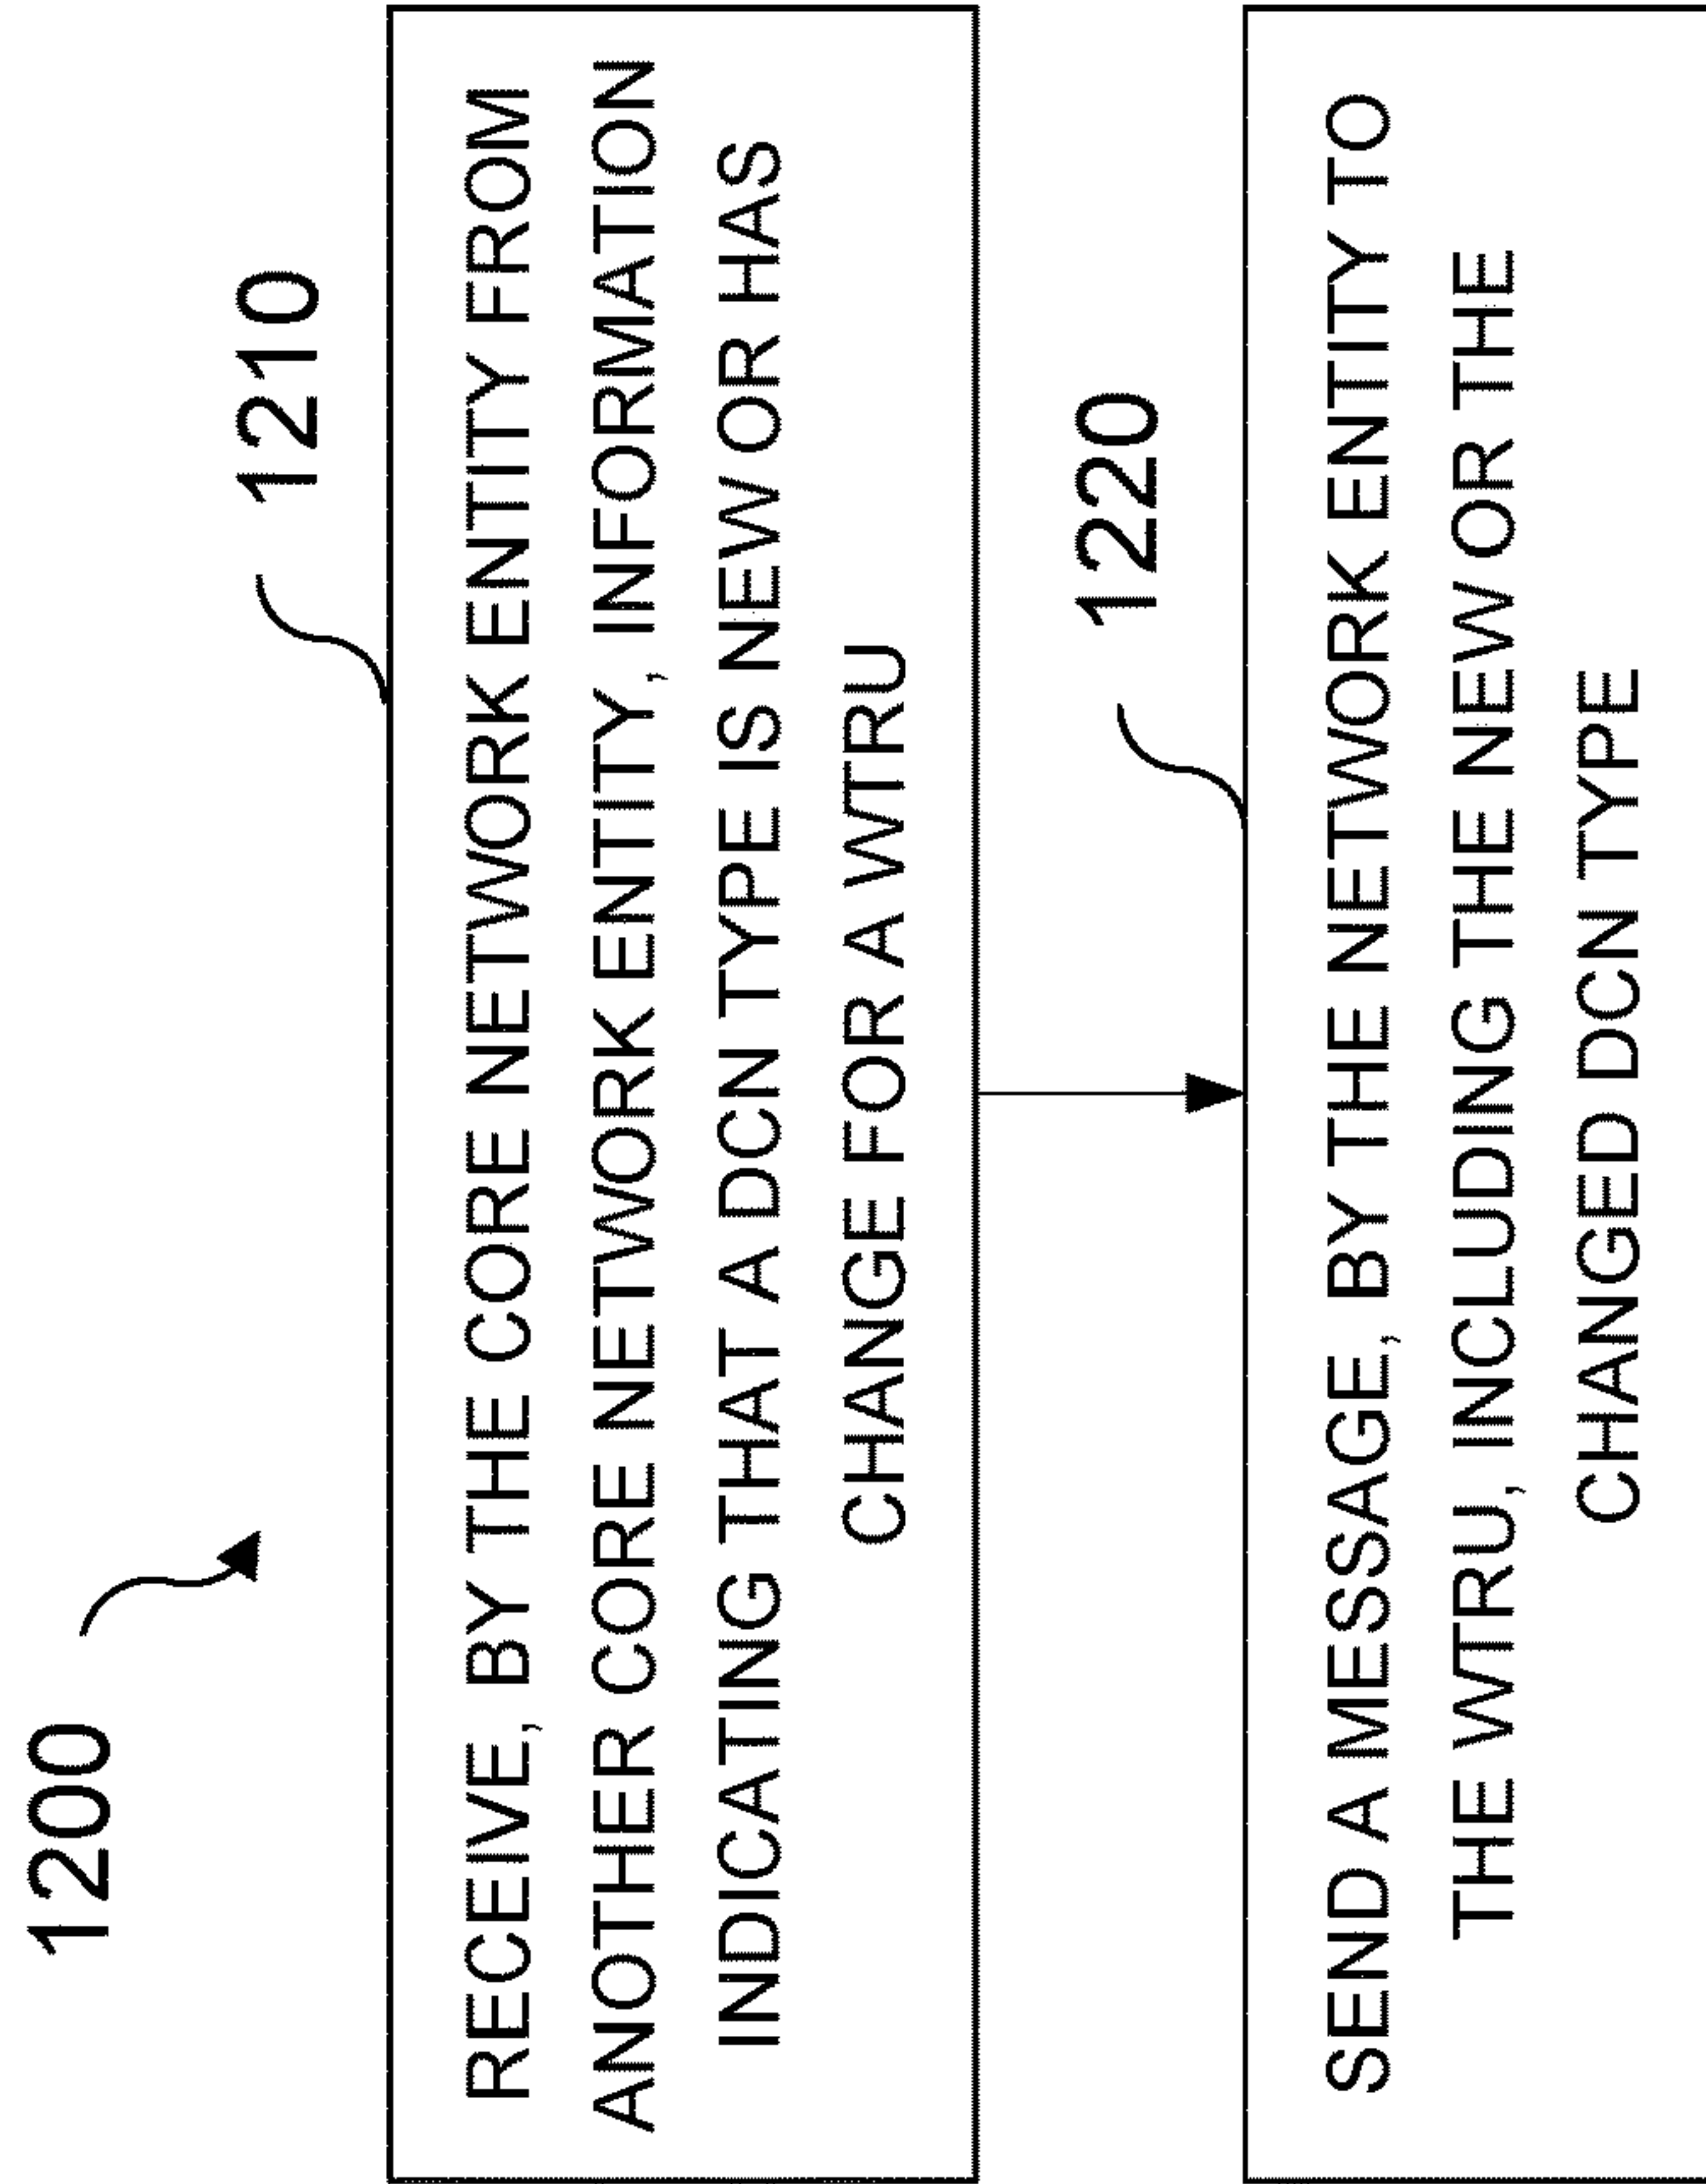 1200
1210
RECEIVE, BY THE CORE NETWORK ENTITY FROM
ANOTHER CORE NETWORK ENTITY, INFORMATION
INDICATING THAT A DCN TYPE IS NEW OR HAS
CHANGE FOR A WTRU
1220
SEND A MESSAGE, BY THE NETWORK ENTITY TO
THE WTRU, INCLUDING THE NEW OR THE
CHANGED DCN TYPE